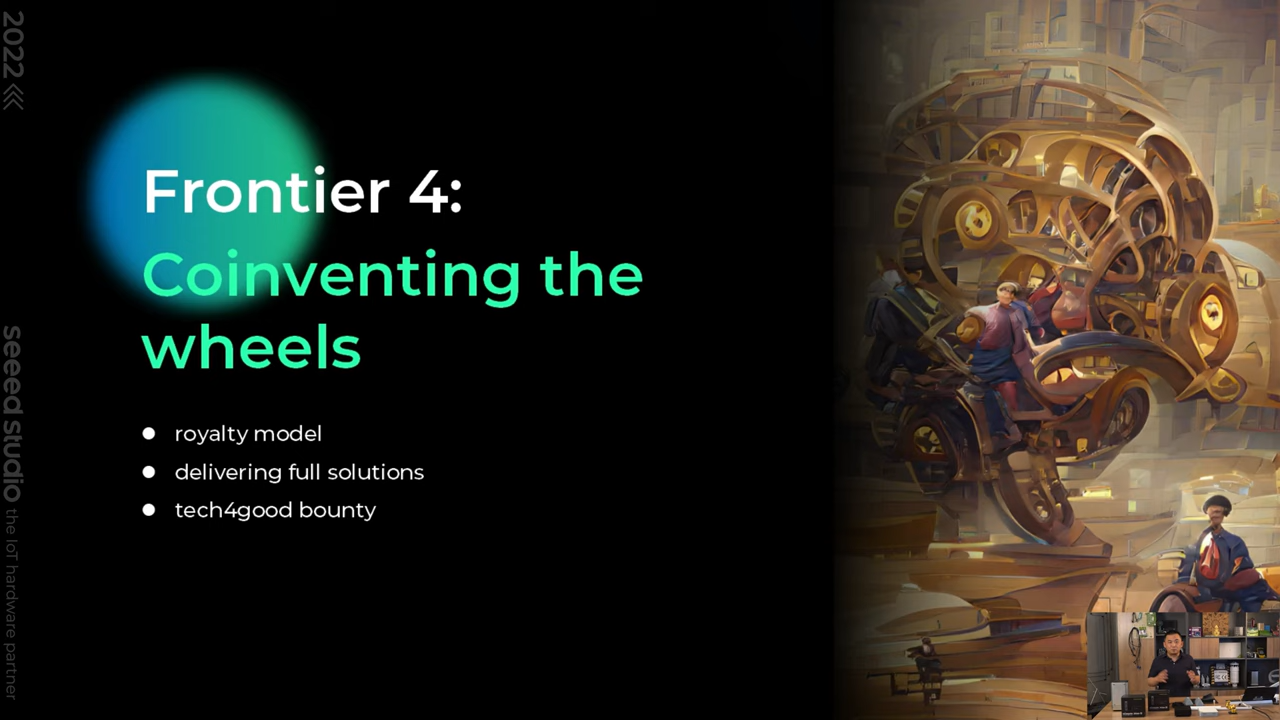 2022
seeed studio the IoT hardware partner
Frontier 4:
Coinventing the
wheels
royalty model
delivering full solutions
tech4good bounty